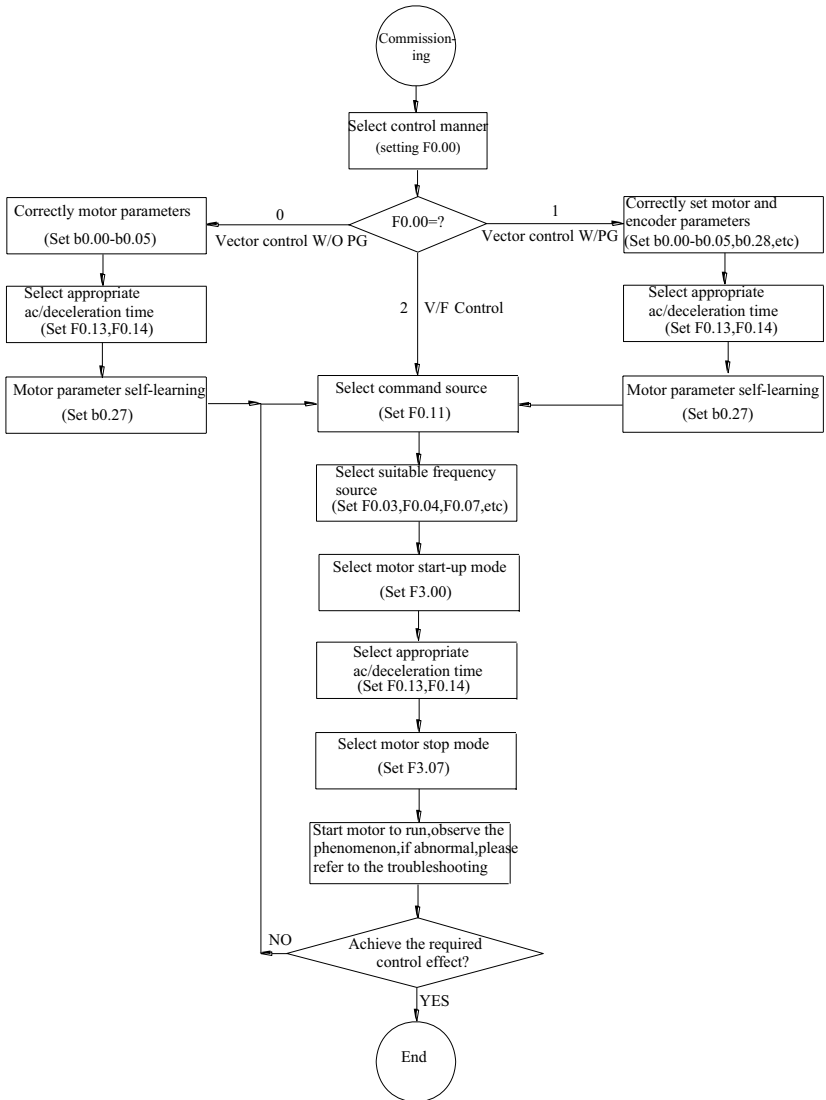 Commission-
ing
Select control manner
(setting F0.00)
F0.00=?
0
Vector control W/O PG
1
Vector control W/PG
2 V/F Control
Correctly motor parameters
(Set b0.00-b0.05)
Select appropriate
ac/deceleration time
(Set F0.13,F0.14)
Motor parameter self-learning
(Set b0.27)
Correctly set motor and
encoder parameters
(Set b0.00-b0.05,b0.28,etc)
Select appropriate
ac/deceleration time
(Set F0.13,F0.14)
Motor parameter self-learning
(Set b0.27)
Select command source
(Set F0.11)
Select suitable frequency
source
(Set F0.03,F0.04,F0.07,etc)
Select motor start-up mode
(Set F3.00)
Select appropriate
ac/deceleration time
(Set F0.13,F0.14)
Select motor stop mode
(Set F3.07)
Start motor to run,observe the
phenomenon,if abnormal,please
refer to the troubleshooting
NO
Achieve the required
control effect?
YES
End